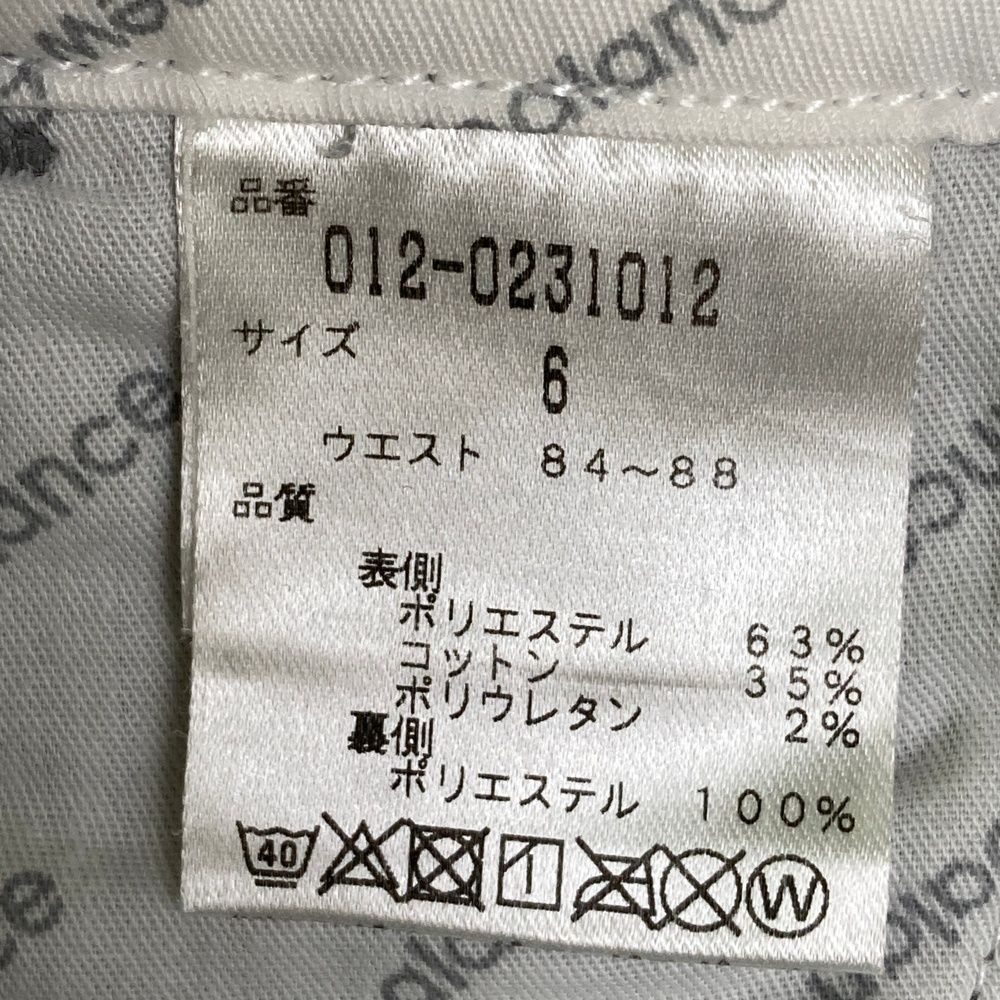 ance
品番
012-0231012
サイズ
6
ウエスト 84～88
品質
表側
ポリエステル 63%
コットン 35%
ポリウレタン 2%
裏側
ポリエステル 100%
40
W